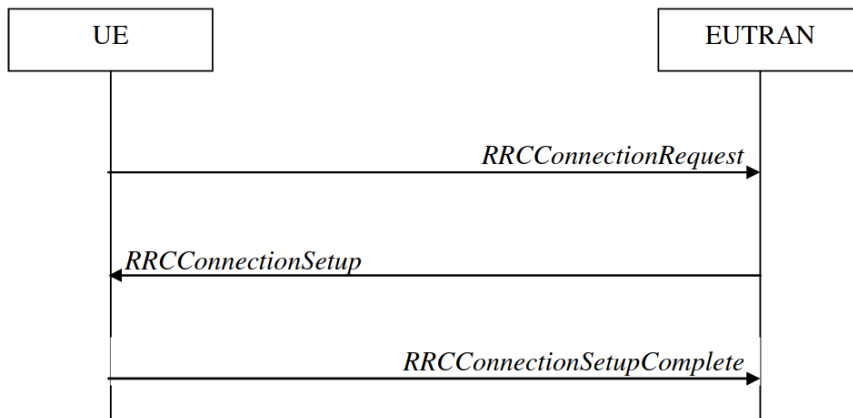 UE
EUTRAN
RRCConnectionRequest
RRCConnectionSetup
RRCConnectionSetupComplete